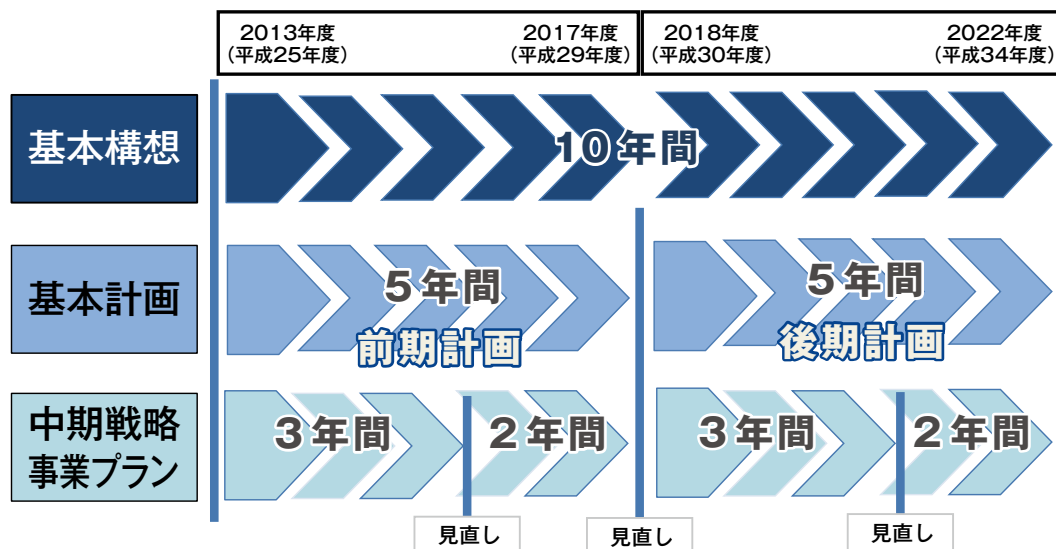 2013年度
(平成25年度)
2017年度
(平成29年度)
2018年度
(平成30年度)
2022年度
(平成34年度)
基本構想
10年間
基本計画
5年間
前期計画
5年間
後期計画
中期戦略
事業プラン
3年間
2年間
3年間
2年間
見直し
見直し
見直し